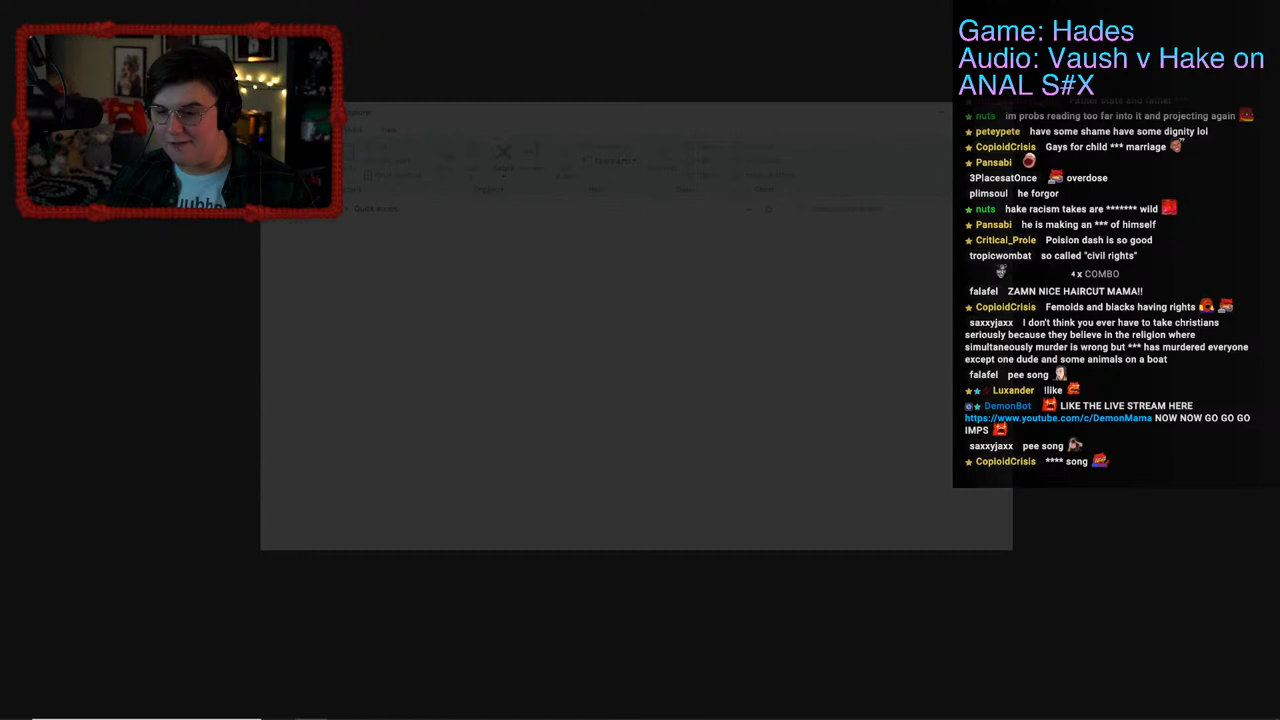 Game: Hades
Audio: Vaush v Hake on
ANAL S#X
nuts im probs reading too far into it and projecting again
peteypete have some shame have some dignity lol
CopioidCrisis Gays for child *** marriage
Pansabi
3PlacesatOnce overdose
plimsoul he forgor
nuts hake racism takes are ******* wild
Pansabi he is making an *** of himself
Critical_Prole Poision dash is so good
tropicwombat so called "civil rights"
4 x COMBO
falafel ZAMN NICE HAIRCUT MAMA!!
CopioidCrisis Femoids and blacks having rights
saxxyjaxx I don't think you ever have to take christians
seriously because they believe in the religion where
simultaneously murder is wrong but *** has murdered everyone
except one dude and some animals on a boat
falafel pee song
Luxander !like
DemonBot LIKE THE LIVE STREAM HERE
https://www.youtube.com/c/DemonMama NOW NOW GO GO GO
IMPS
saxxyjaxx pee song
CopioidCrisis **** song
Quick access